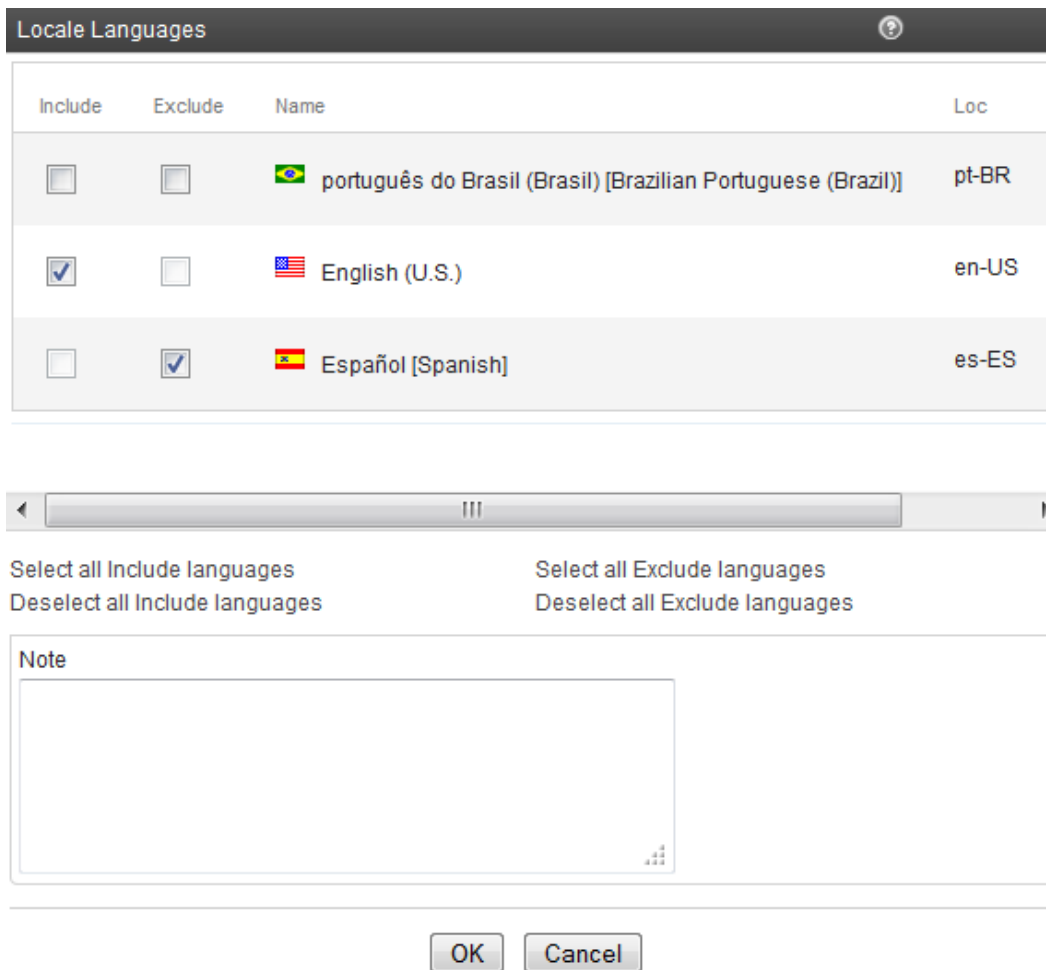 Locale Languages
Include Exclude Name Loc
português do Brasil (Brasil) [Brazilian Portuguese (Brazil)] pt-BR
English (U.S.) en-US
Español [Spanish] es-ES
Select all Include languages Select all Exclude languages
Deselect all Include languages Deselect all Exclude languages
Note
OK Cancel